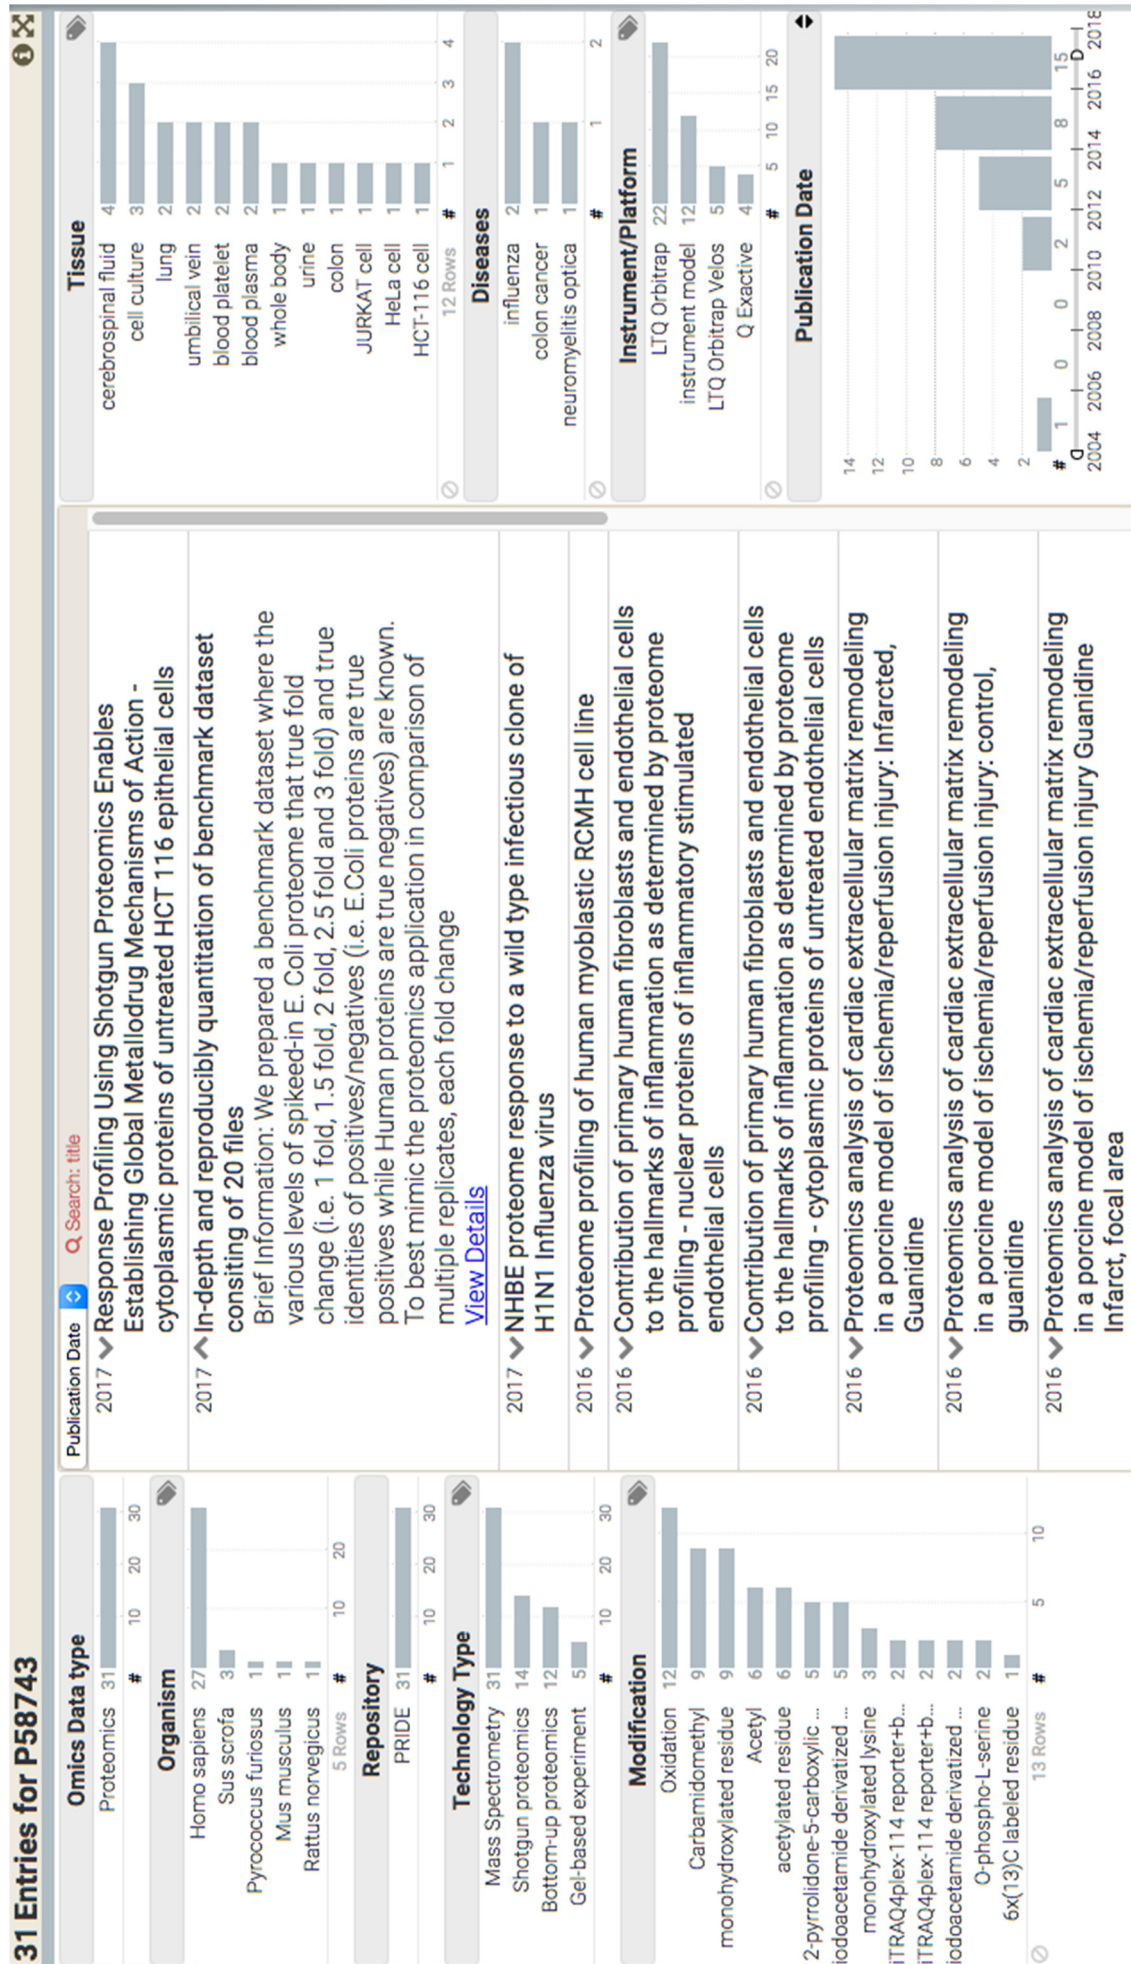 31 Entries for P58743
Omics Data type
Proteomics 31
# 10 20 30
Organism
Homo sapiens 27
Sus scrofa 3
Pyrococcus furiosus 1
Mus musculus 1
Rattus norvegicus 1
5 Rows # 10 20
Repository
PRIDE 31
# 10 20 30
Technology Type
Mass Spectrometry 31
Shotgun proteomics 14
Bottom-up proteomics 12
Gel-based experiment 5
# 10 20 30
Modification
Oxidation 12
Carbamidomethyl 9
monohydroxylated residue 9
Acetyl 6
acetylated residue 6
2-pyrrolidone-5-carboxylic ... 5
iodoacetamide derivatized ... 5
monohydroxylated lysine 3
iTRAQ4plex-114 reporter+b... 2
iTRAQ4plex-114 reporter+b... 2
iodoacetamide derivatized ... 2
O-phospho-L-serine 2
6x(13)C labeled residue 1
13 Rows # 5 10
Publication Date Search: title
2017 Response Profiling Using Shotgun Proteomics Enables
Establishing Global Metallodrug Mechanisms of Action -
cytoplasmic proteins of untreated HCT 116 epithelial cells
2017 In-depth and reproducibly quantitation of benchmark dataset
consiting of 20 files
Brief Information: We prepared a benchmark dataset where the
various levels of spikeed-in E. Coli proteome that true fold
change (i.e. 1 fold, 1.5 fold, 2 fold, 2.5 fold and 3 fold) and true
identities of positives/negatives (i.e. E.Coli proteins are true
positives while Human proteins are true negatives) are known.
To best mimic the proteomics application in comparison of
multiple replicates, each fold change
View Details
2017 NHBE proteome response to a wild type infectious clone of
H1N1 Influenza virus
2016 Proteome profiling of human myoblastic RCMH cell line
2016 Contribution of primary human fibroblasts and endothelial cells
to the hallmarks of inflammation as determined by proteome
profiling - nuclear proteins of inflammatory stimulated
endothelial cells
2016 Contribution of primary human fibroblasts and endothelial cells
to the hallmarks of inflammation as determined by proteome
profiling - cytoplasmic proteins of untreated endothelial cells
2016 Proteomics analysis of cardiac extracellular matrix remodeling
in a porcine model of ischemia/reperfusion injury: Infarcted,
Guanidine
2016 Proteomics analysis of cardiac extracellular matrix remodeling
in a porcine model of ischemia/reperfusion injury: control,
guanidine
2016 Proteomics analysis of cardiac extracellular matrix remodeling
in a porcine model of ischemia/reperfusion injury Guanidine
Infarct, focal area
Tissue
cerebrospinal fluid 4
cell culture 3
lung 2
umbilical vein 2
blood platelet 2
blood plasma 2
whole body 1
urine 1
colon 1
JURKAT cell 1
HeLa cell 1
HCT-116 cell 1
12 Rows # 1 2 3 4
Diseases
influenza 2
colon cancer 1
neuromyelitis optica 1
# 1 2
Instrument/Platform
LTQ Orbitrap 22
instrument model 12
LTQ Orbitrap Velos 5
Q Exactive 4
# 5 10 15 20
Publication Date
14
12
10
8
6
4
2
# 1 0 0 2 5 8 15
2004 2006 2008 2010 2012 2014 2016 2018